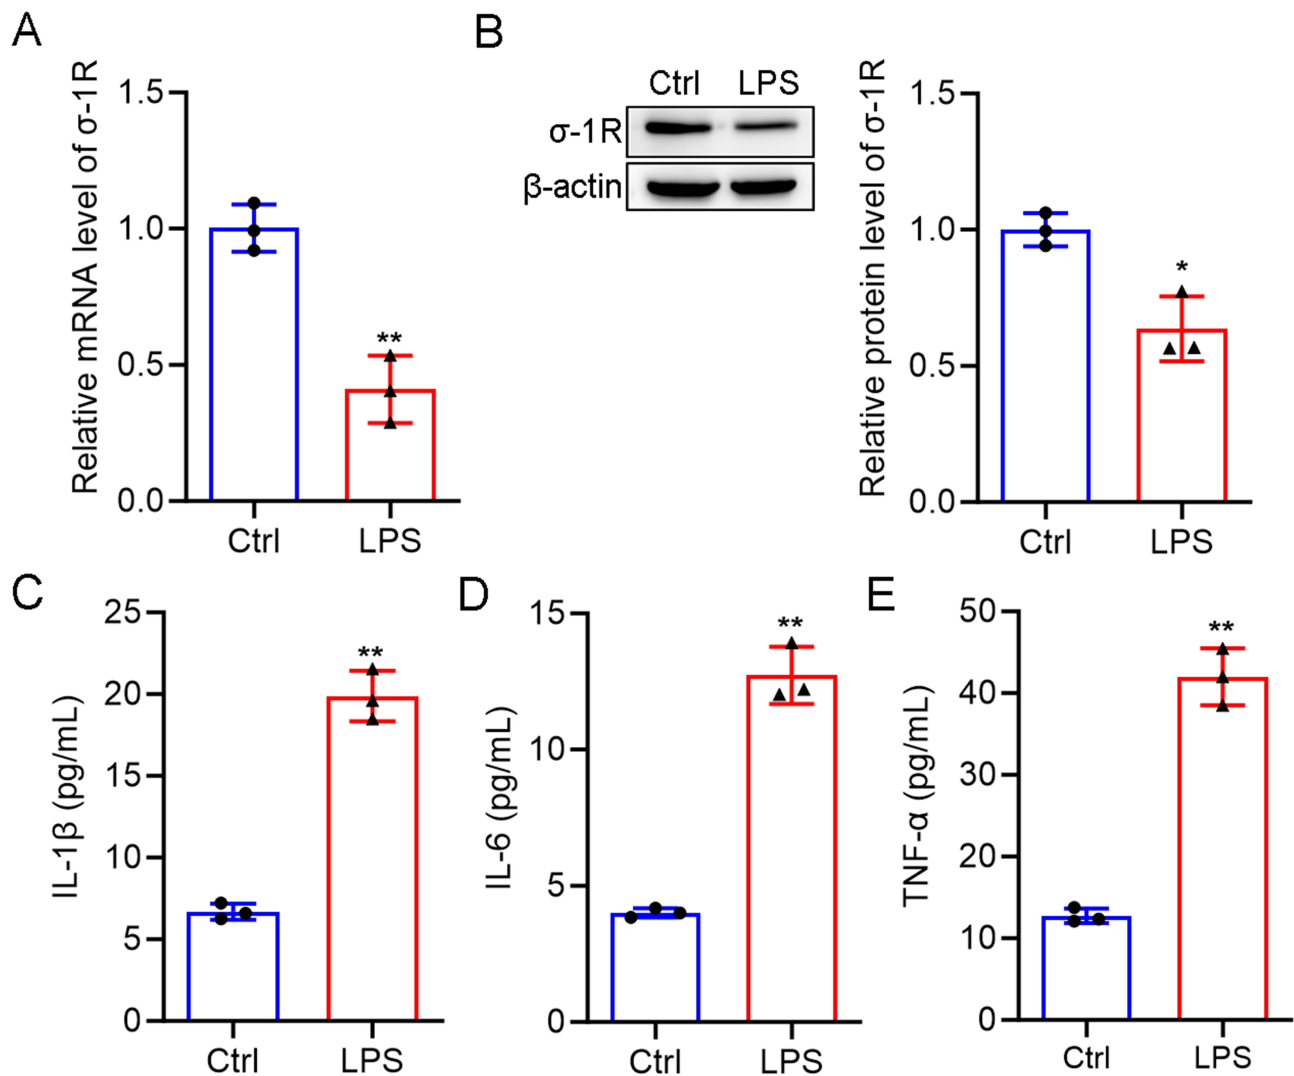 A
Relative mRNA level of σ-1R
1.5
1.0
0.5
0.0
**
Ctrl
LPS
B
Ctrl LPS
σ-1R
β-actin
Relative protein level of σ-1R
1.5
1.0
0.5
0.0
*
Ctrl
LPS
C
IL-1β (pg/mL)
25
20
15
10
5
0
**
Ctrl
LPS
D
IL-6 (pg/mL)
15
10
5
0
**
Ctrl
LPS
E
TNF-α (pg/mL)
50
40
30
20
10
0
**
Ctrl
LPS